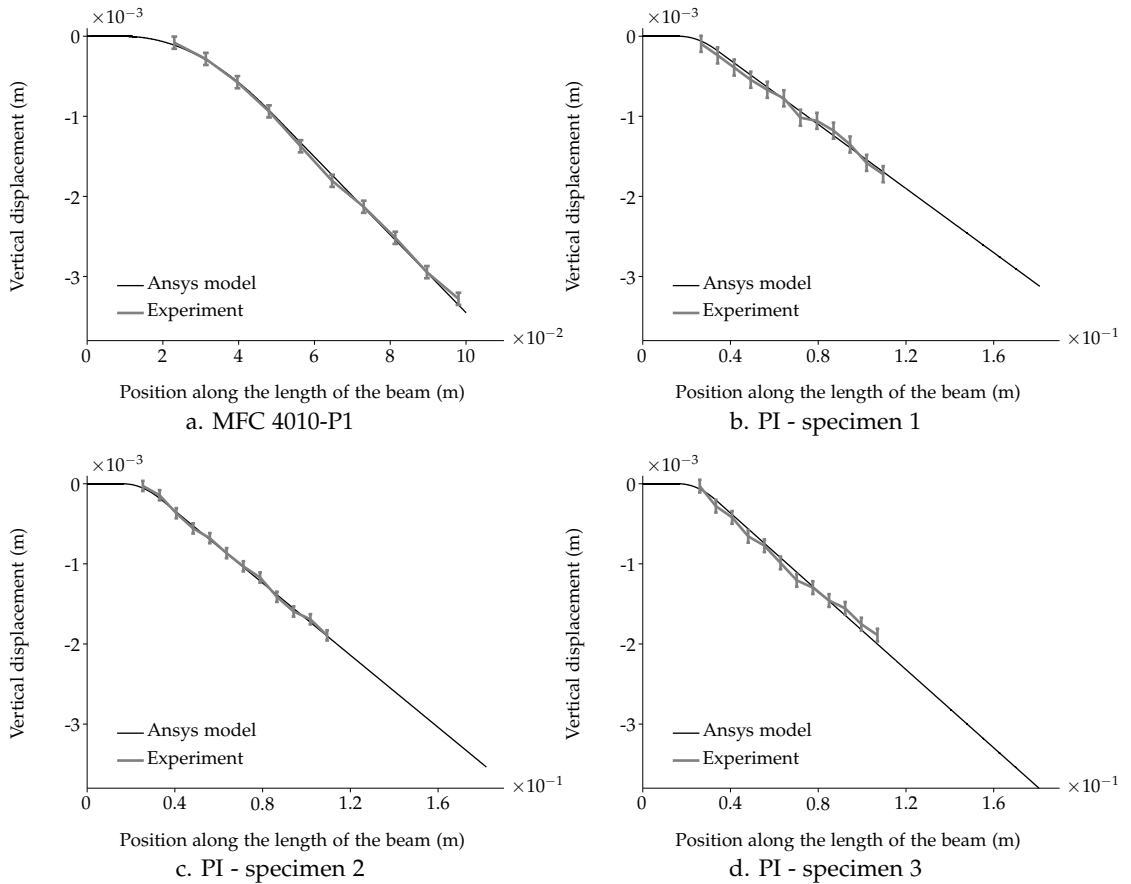 ×10−3
0
-1
-2
-3
Vertical displacement (m)
Ansys model
Experiment
0 2 4 6 8 10
×10−2
Position along the length of the beam (m)
a. MFC 4010-P1
×10−3
0
-1
-2
-3
Vertical displacement (m)
Ansys model
Experiment
0 0.4 0.8 1.2 1.6
×10−1
Position along the length of the beam (m)
b. PI - specimen 1
×10−3
0
-1
-2
-3
Vertical displacement (m)
Ansys model
Experiment
0 0.4 0.8 1.2 1.6
×10−1
Position along the length of the beam (m)
c. PI - specimen 2
×10−3
0
-1
-2
-3
Vertical displacement (m)
Ansys model
Experiment
0 0.4 0.8 1.2 1.6
×10−1
Position along the length of the beam (m)
d. PI - specimen 3